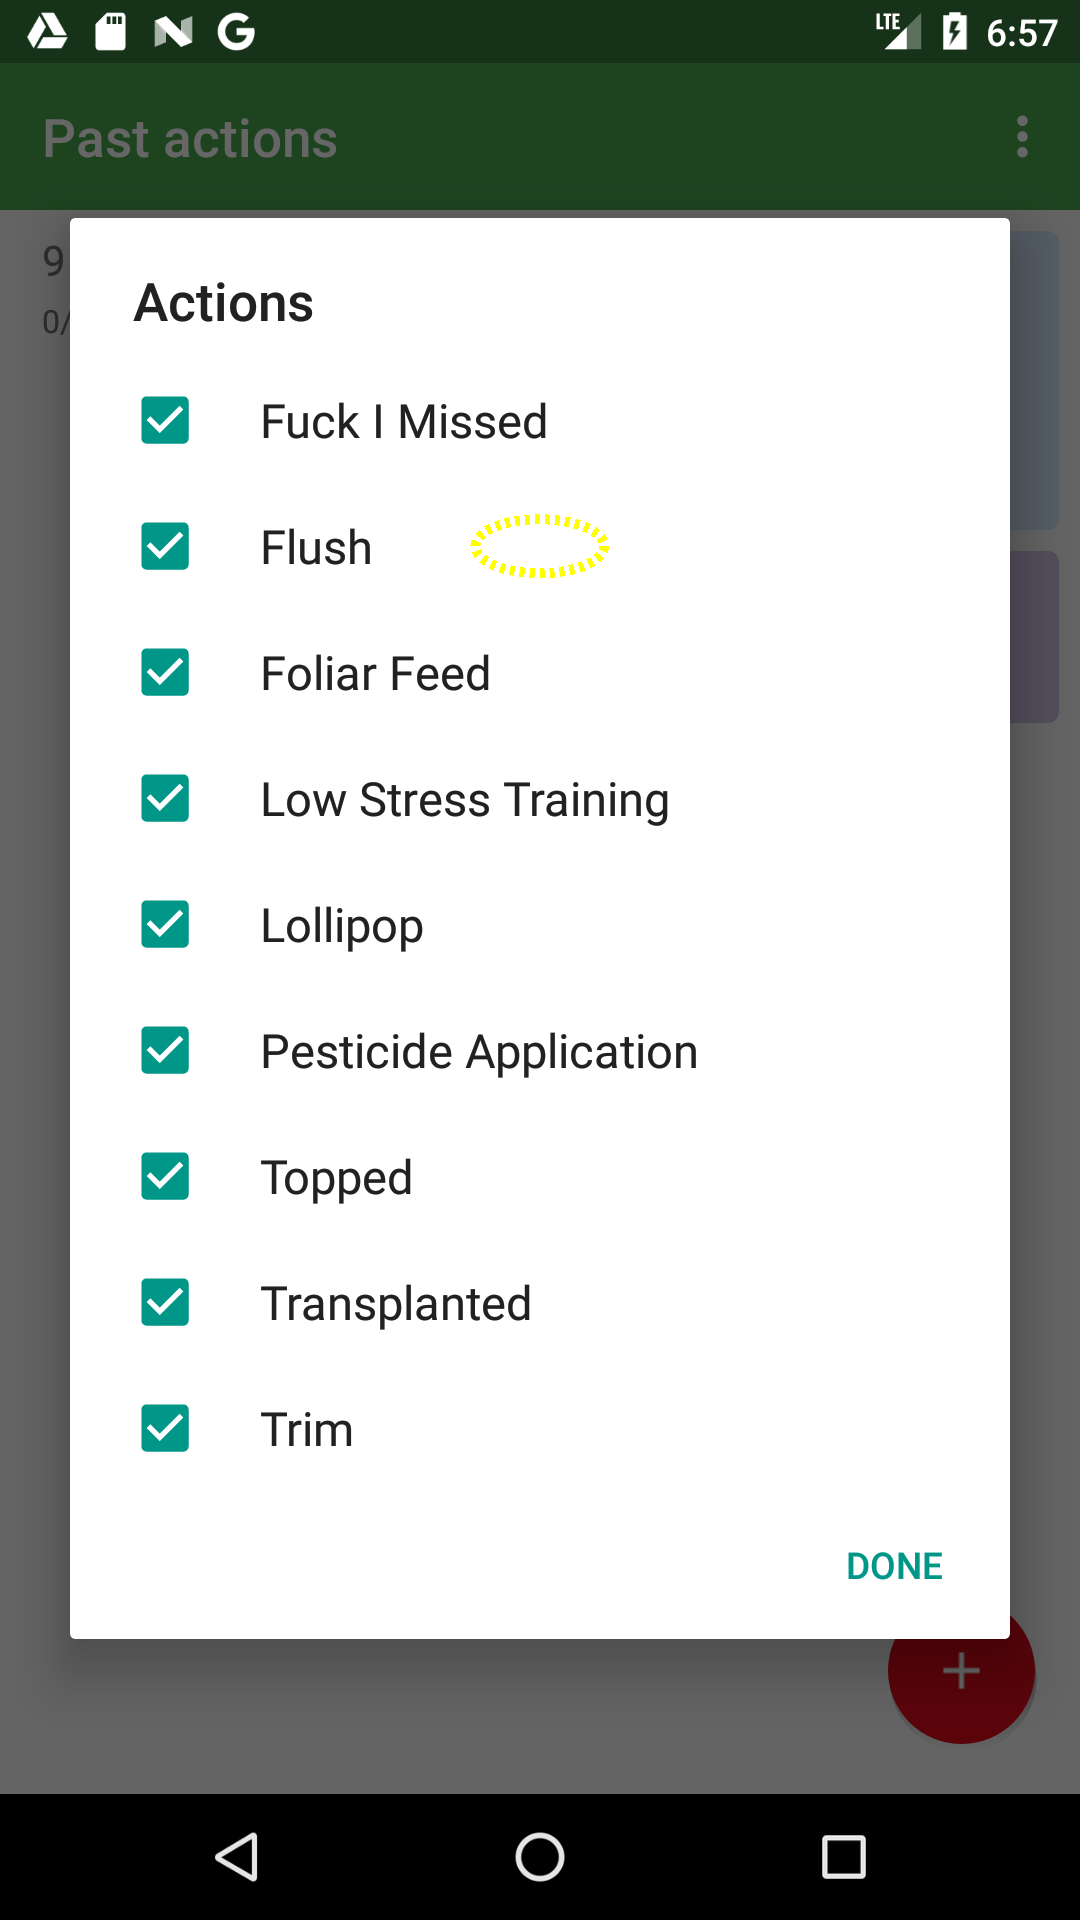 LTE 6:57
Past actions
9
0/
Actions
Fuck I Missed
Flush
Foliar Feed
Low Stress Training
Lollipop
Pesticide Application
Topped
Transplanted
Trim
DONE